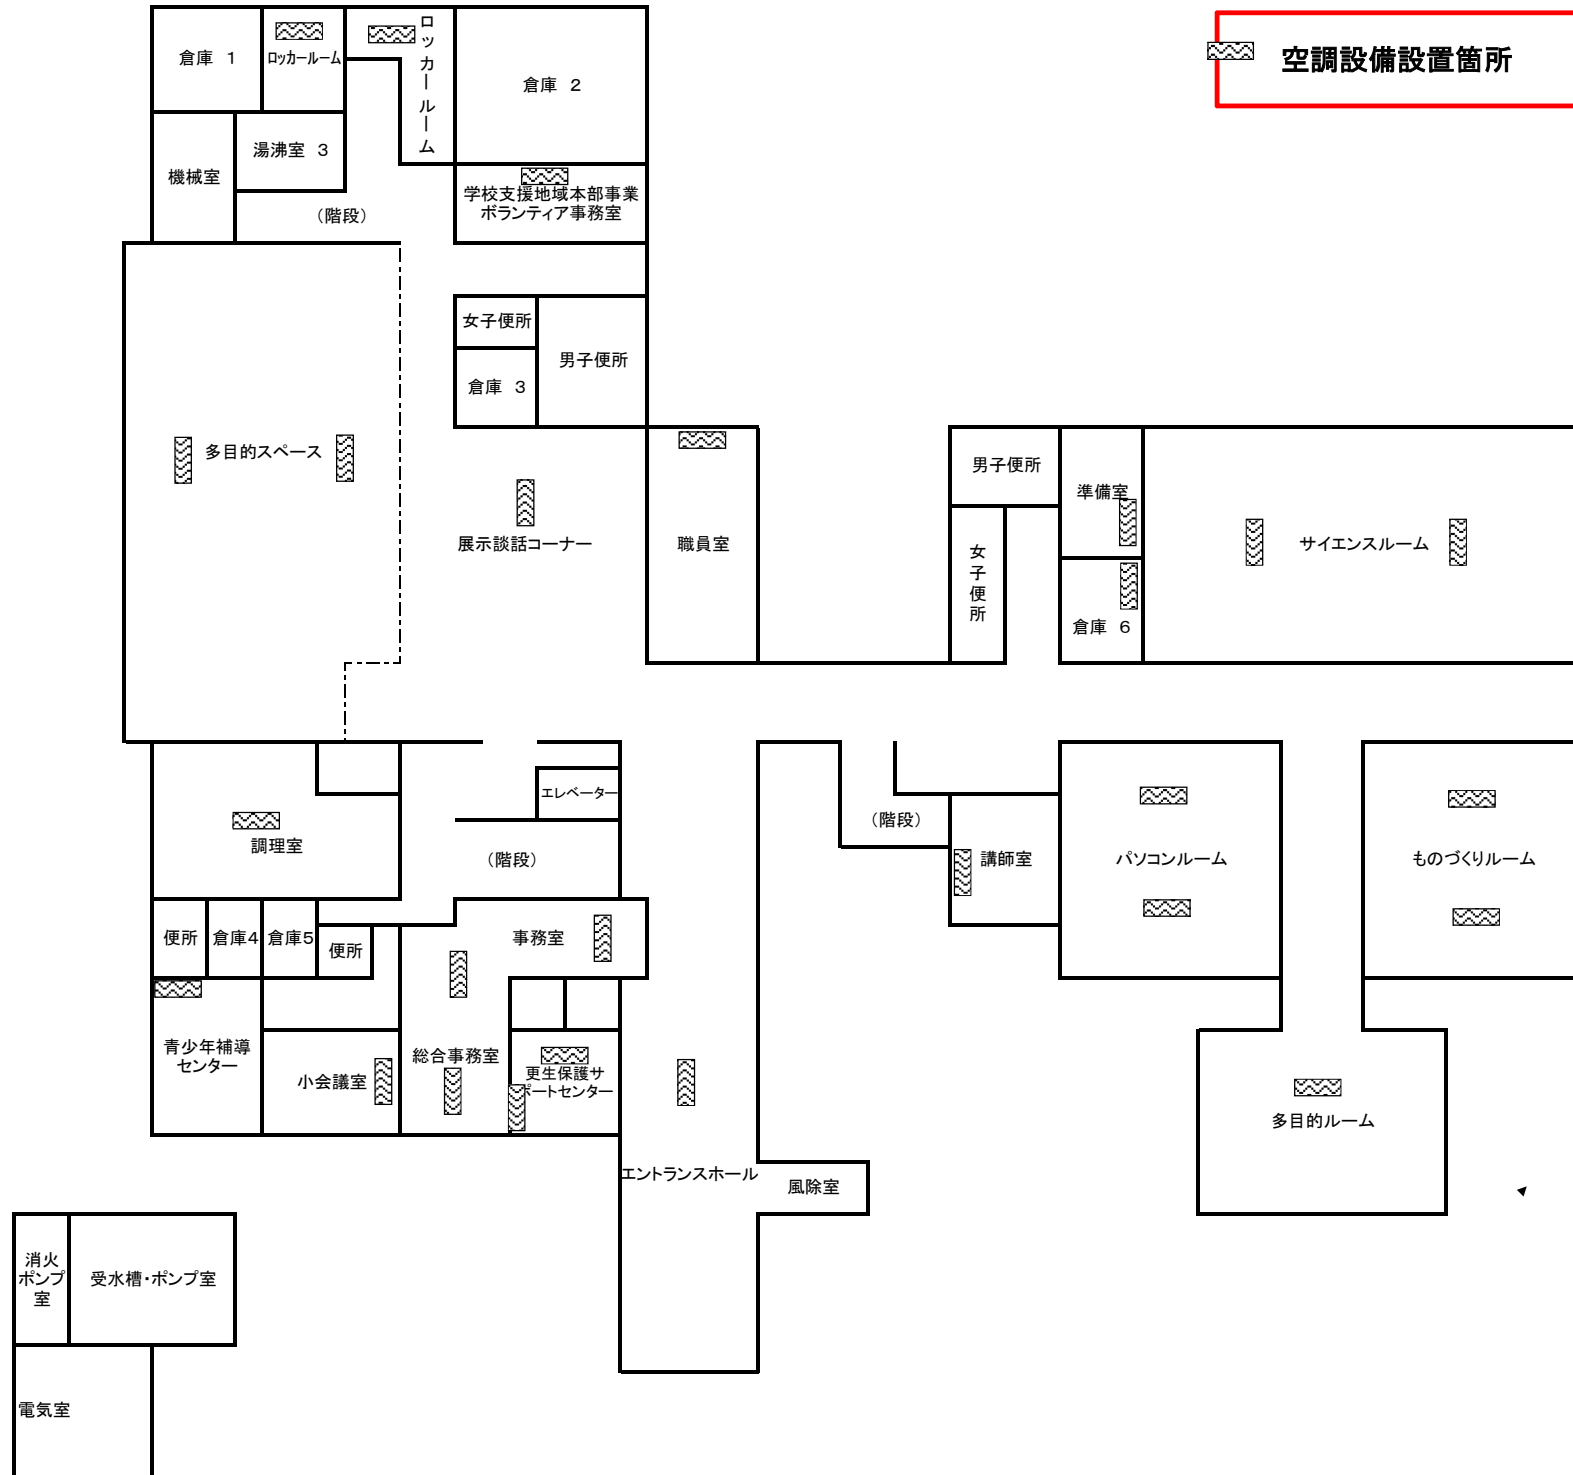 空調設備設置箇所
倉庫 1
ロッカールーム
ロッカールーム
倉庫 2
湯沸室 3
機械室
(階段)
学校支援地域本部事業
ボランティア事務室
女子便所
男子便所
倉庫 3
多目的スペース
展示談話コーナー
職員室
男子便所
準備室
サイエンスルーム
女子便所
倉庫 6
エレベーター
調理室
(階段)
(階段)
講師室
パソコンルーム
ものづくりルーム
便所
倉庫4
倉庫5
便所
事務室
青少年補導
センター
小会議室
総合事務室
更生保護サ
ポートセンター
多目的ルーム
エントランスホール
風除室
消火
ポンプ
室
受水槽・ポンプ室
電気室